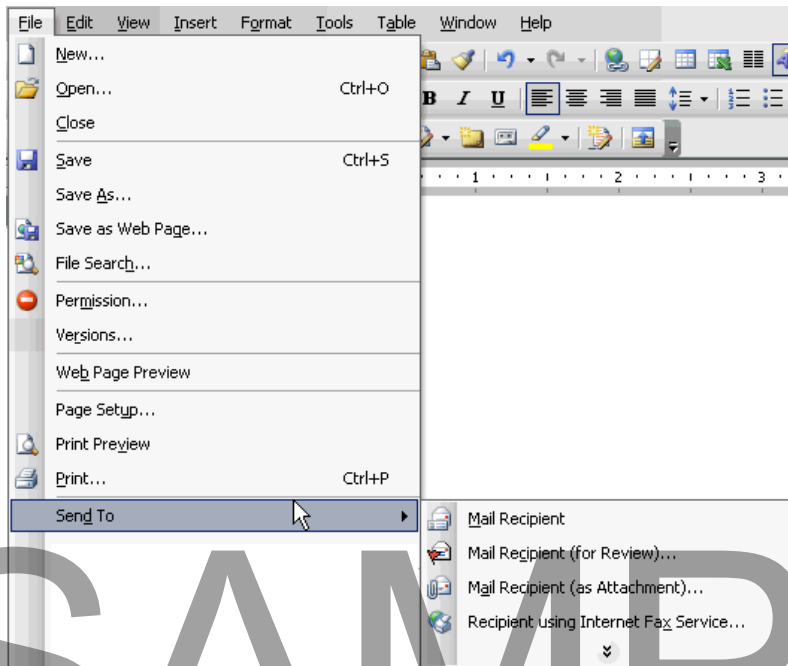 File Edit View Insert Format Tools Table Window Help
New...
Open... Ctrl+O
B I U
Close
Save Ctrl+S
1 2 3
Save As...
Save as Web Page...
File Search...
Permission...
Versions...
Web Page Preview
Page Setup...
Print Preview
Print... Ctrl+P
Send To
Mail Recipient
Mail Recipient (for Review)...
Mail Recipient (as Attachment)...
Recipient using Internet Fax Service...